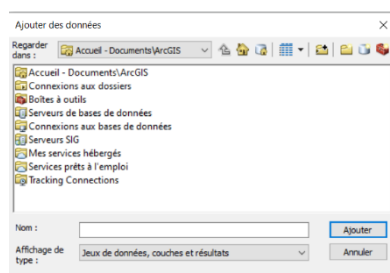 Ajouter des données
Regarder dans :
Accueil - Documents\ArcGIS
Accueil - Documents\ArcGIS
Connexions aux dossiers
Boîtes à outils
Serveurs de bases de données
Connexions aux bases de données
Serveurs SIG
Mes services hébergés
Services prêts à l'emploi
Tracking Connections
Nom :
Ajouter
Affichage de type :
Jeux de données, couches et résultats
Annuler